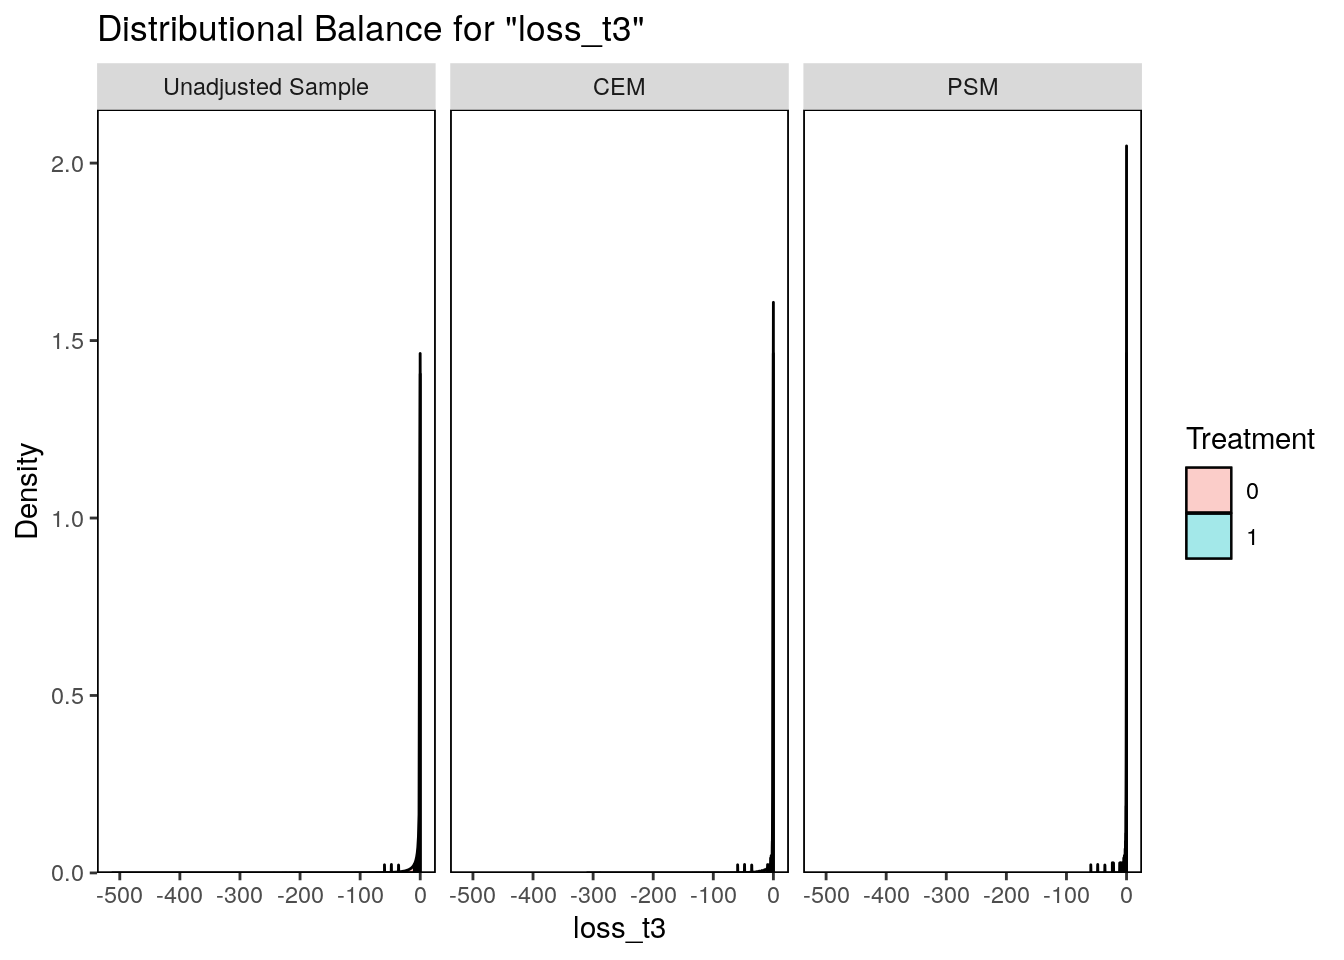 Distributional Balance for "loss_t3"
Unadjusted Sample
CEM
PSM
2.0
1.5
1.0
0.5
0.0
Density
-500 -400 -300 -200 -100 0
-500 -400 -300 -200 -100 0
-500 -400 -300 -200 -100 0
loss_t3
Treatment
0
1